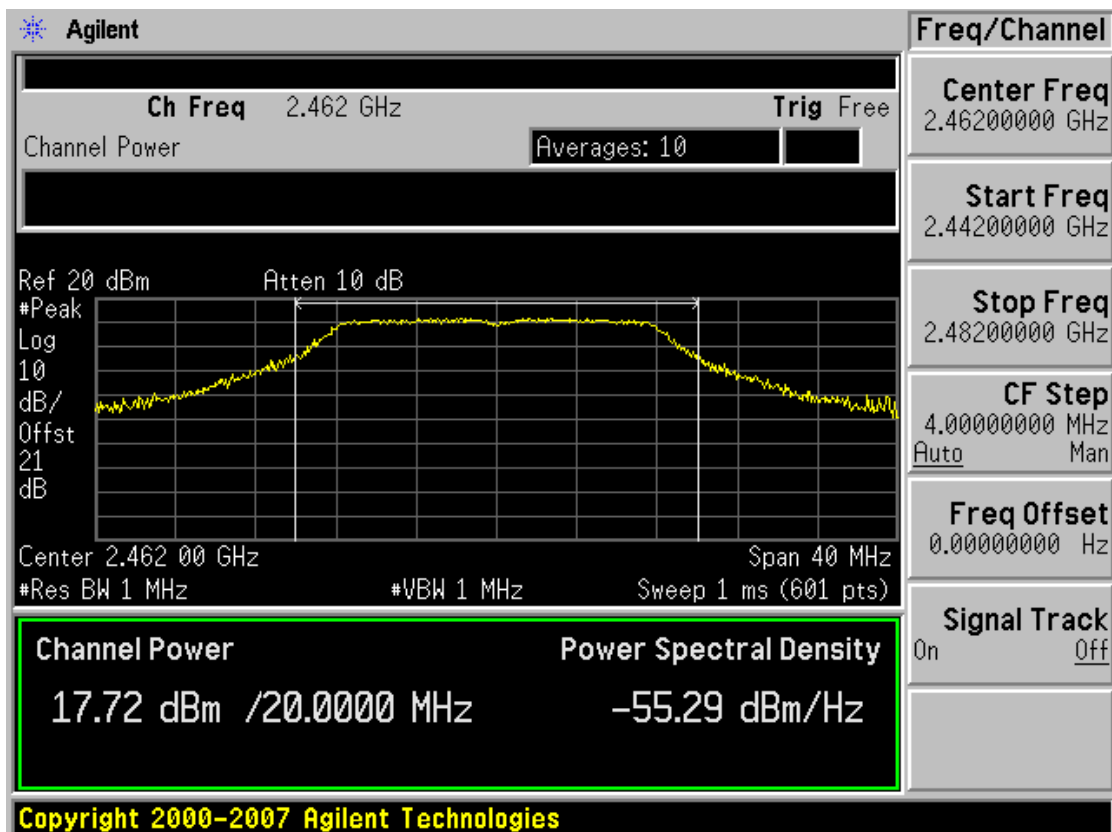 Agilent
Ch Freq 2.462 GHz Trig Free
Channel Power Averages: 10
Ref 20 dBm Atten 10 dB
#Peak
Log
10
dB/
Offst
21
dB
Center 2.462 00 GHz Span 40 MHz
#Res BW 1 MHz #VBW 1 MHz Sweep 1 ms (601 pts)
Channel Power Power Spectral Density
17.72 dBm /20.0000 MHz -55.29 dBm/Hz
Copyright 2000-2007 Agilent Technologies
Freq/Channel
Center Freq
2.46200000 GHz
Start Freq
2.44200000 GHz
Stop Freq
2.48200000 GHz
CF Step
4.00000000 MHz
Auto Man
Freq Offset
0.00000000 Hz
Signal Track
On Off